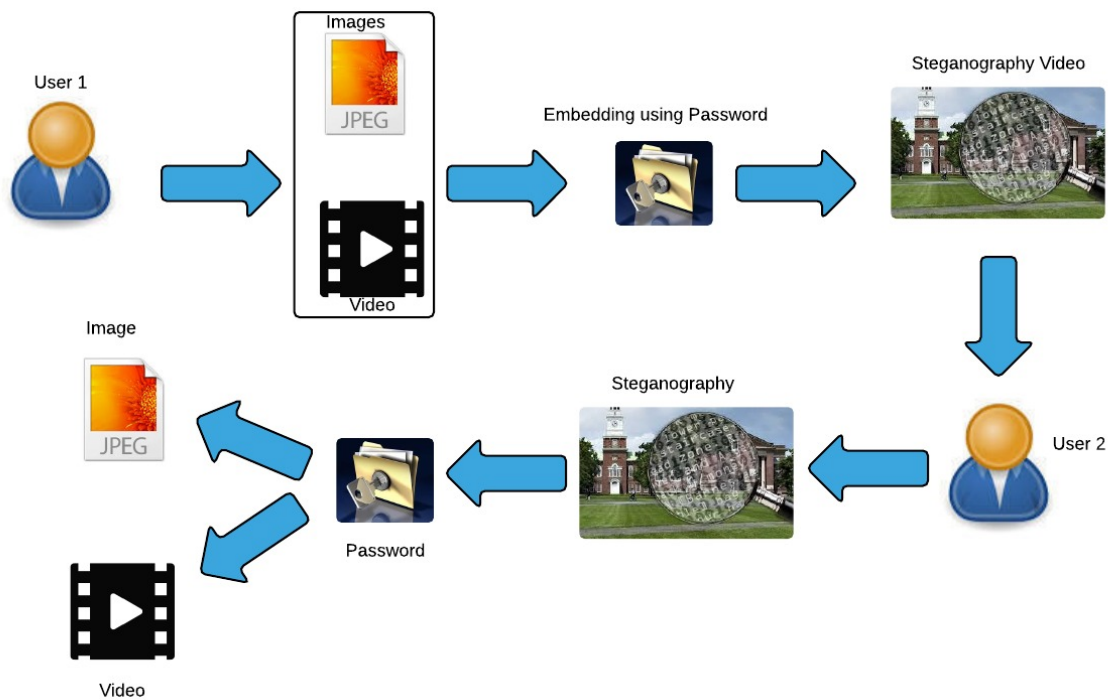 Images
JPEG
Video
User 1
Embedding using Password
Steganography Video
User 2
Steganography
Password
Image
JPEG
Video